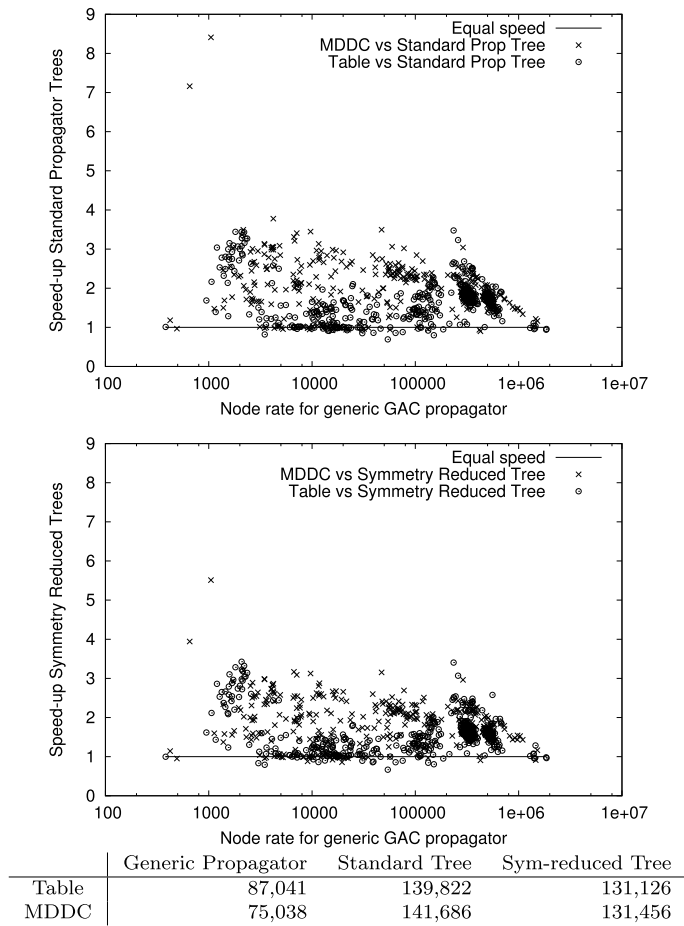 9
8
7
6
5
4
3
2
1
0
Speed-up Standard Propagator Trees
Equal speed
MDDC vs Standard Prop Tree
Table vs Standard Prop Tree
100 1000 10000 100000 1e+06 1e+07
Node rate for generic GAC propagator
9
8
7
6
5
4
3
2
1
0
Speed-up Symmetry Reduced Trees
Equal speed
MDDC vs Symmetry Reduced Tree
Table vs Symmetry Reduced Tree
100 1000 10000 100000 1e+06 1e+07
Node rate for generic GAC propagator
Generic Propagator Standard Tree Sym-reduced Tree
Table 87,041 139,822 131,126
MDDC 75,038 141,686 131,456